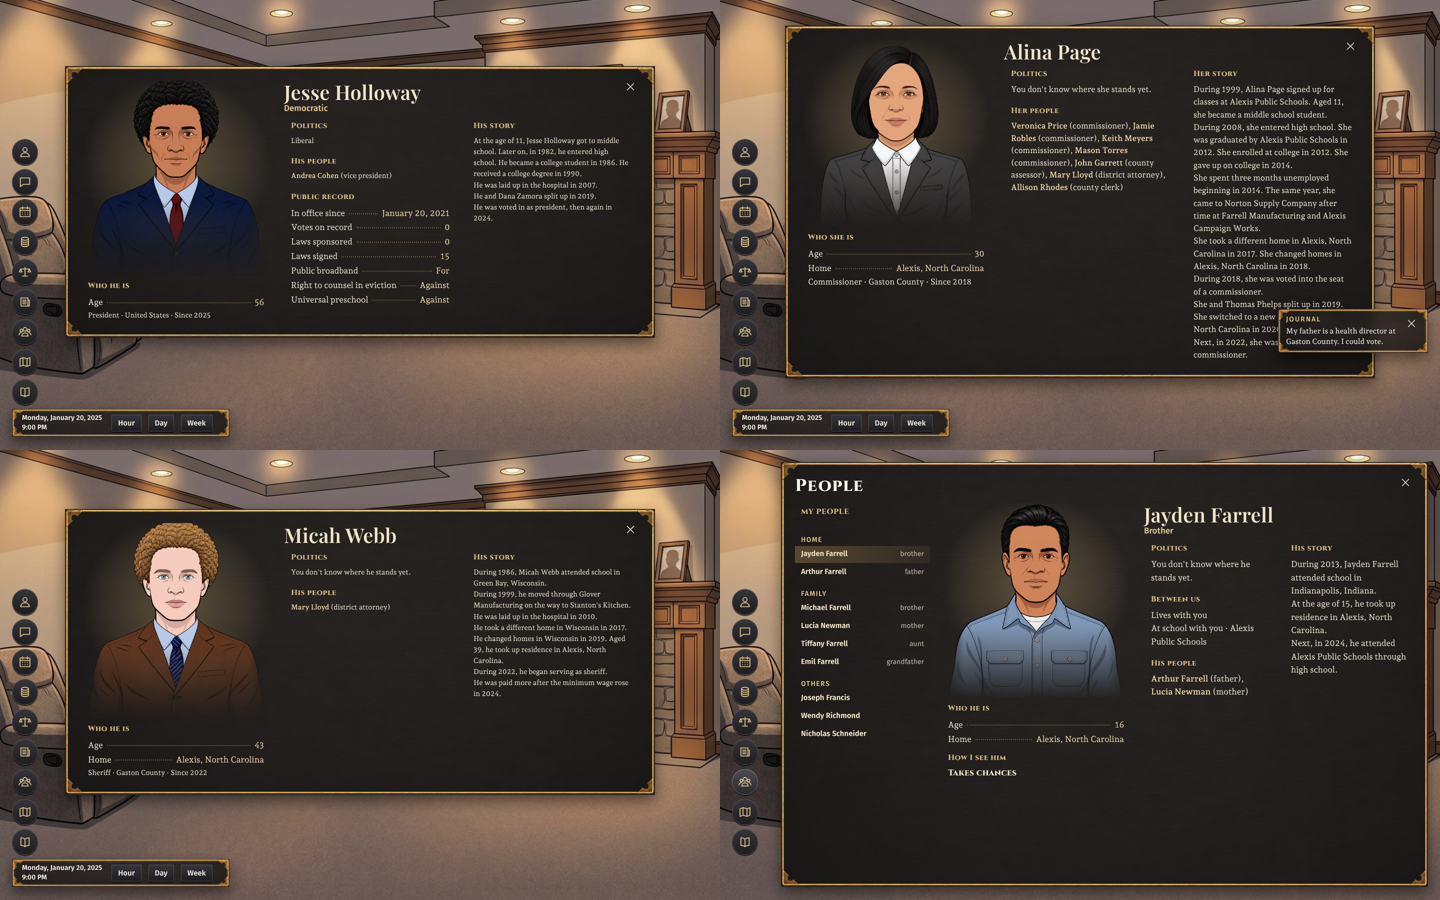 Jesse Holloway
Democratic
Politics
Liberal
His people
Andrea Cohen (vice president)
Public record
In office since January 20, 2021
Votes on record 0
Laws sponsored 0
Laws signed 15
Public broadband For
Right to counsel in eviction Against
Universal preschool Against
His story
At the age of 11, Jesse Holloway got to middle
school. Later on, in 1982, he entered high
school. He became a college student in 1986. He
received a college degree in 1990.
He was laid up in the hospital in 2007.
He and Dana Zamora split up in 2019.
He was voted in as president, then again in
2024.
Who he is
Age 56
President · United States · Since 2025
Monday, January 20, 2025
9:00 PM
Hour
Day
Week
Alina Page
Politics
You don't know where she stands yet.
Her people
Veronica Price (commissioner), Jamie
Robles (commissioner), Keith Meyers
(commissioner), Mason Torres
(commissioner), John Garrett (county
assessor), Mary Lloyd (district attorney),
Allison Rhodes (county clerk)
Her story
During 1999, Alina Page signed up for
classes at Alexis Public Schools. Aged 11,
she became a middle school student.
During 2008, she entered high school. She
was graduated by Alexis Public Schools in
2012. She enrolled at college in 2012. She
gave up on college in 2014.
She spent three months unemployed
beginning in 2014. The same year, she
came to Norton Supply Company after
time at Farrell Manufacturing and Alexis
Campaign Works.
She took a different home in Alexis, North
Carolina in 2017. She changed homes in
Alexis, North Carolina in 2018.
During 2018, she was voted into the seat
of a commissioner.
She and Thomas Phelps split up in 2019.
She switched to a new
North Carolina in 202
Next, in 2022, she was
commissioner.
Who she is
Age 30
Home Alexis, North Carolina
Commissioner · Gaston County · Since 2018
Journal
My father is a health director at
Gaston County. I could vote.
Monday, January 20, 2025
9:00 PM
Hour
Day
Week
Micah Webb
Politics
You don't know where he stands yet.
His people
Mary Lloyd (district attorney)
His story
During 1986, Micah Webb attended school in
Green Bay, Wisconsin.
During 1999, he moved through Glover
Manufacturing on the way to Stanton's Kitchen.
He was laid up in the hospital in 2010.
He took a different home in Wisconsin in 2017.
He changed homes in Wisconsin in 2019. Aged
39, he took up residence in Alexis, North
Carolina.
During 2022, he began serving as sheriff.
He was paid more after the minimum wage rose
in 2024.
Who he is
Age 43
Home Alexis, North Carolina
Sheriff · Gaston County · Since 2022
Monday, January 20, 2025
9:00 PM
Hour
Day
Week
People
My people
Home
Jayden Farrell brother
Arthur Farrell father
Family
Michael Farrell brother
Lucia Newman mother
Tiffany Farrell aunt
Emil Farrell grandfather
Others
Joseph Francis
Wendy Richmond
Nicholas Schneider
Jayden Farrell
Brother
Politics
You don't know where he
stands yet.
Between us
Lives with you
At school with you · Alexis
Public Schools
His people
Arthur Farrell (father),
Lucia Newman (mother)
His story
During 2013, Jayden Farrell
attended school in
Indianapolis, Indiana.
At the age of 15, he took up
residence in Alexis, North
Carolina.
Next, in 2024, he attended
Alexis Public Schools through
high school.
Who he is
Age 16
Home Alexis, North Carolina
How I see him
Takes chances